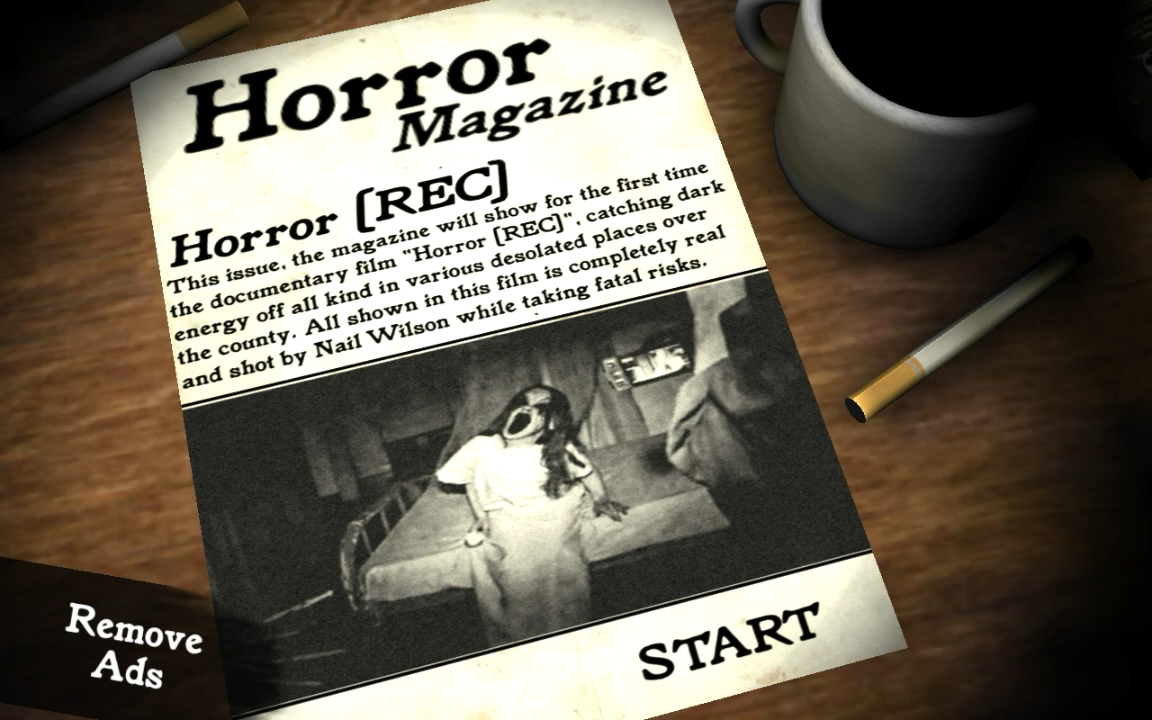 Horror
Magazine
Horror [REC]
This issue, the magazine will show for the first time
the documentary film "Horror [REC]", catching dark
energy off all kind in various desolated places over
the county. All shown in this film is completely real
and shot by Nail Wilson while taking fatal risks.
START
Remove
Ads